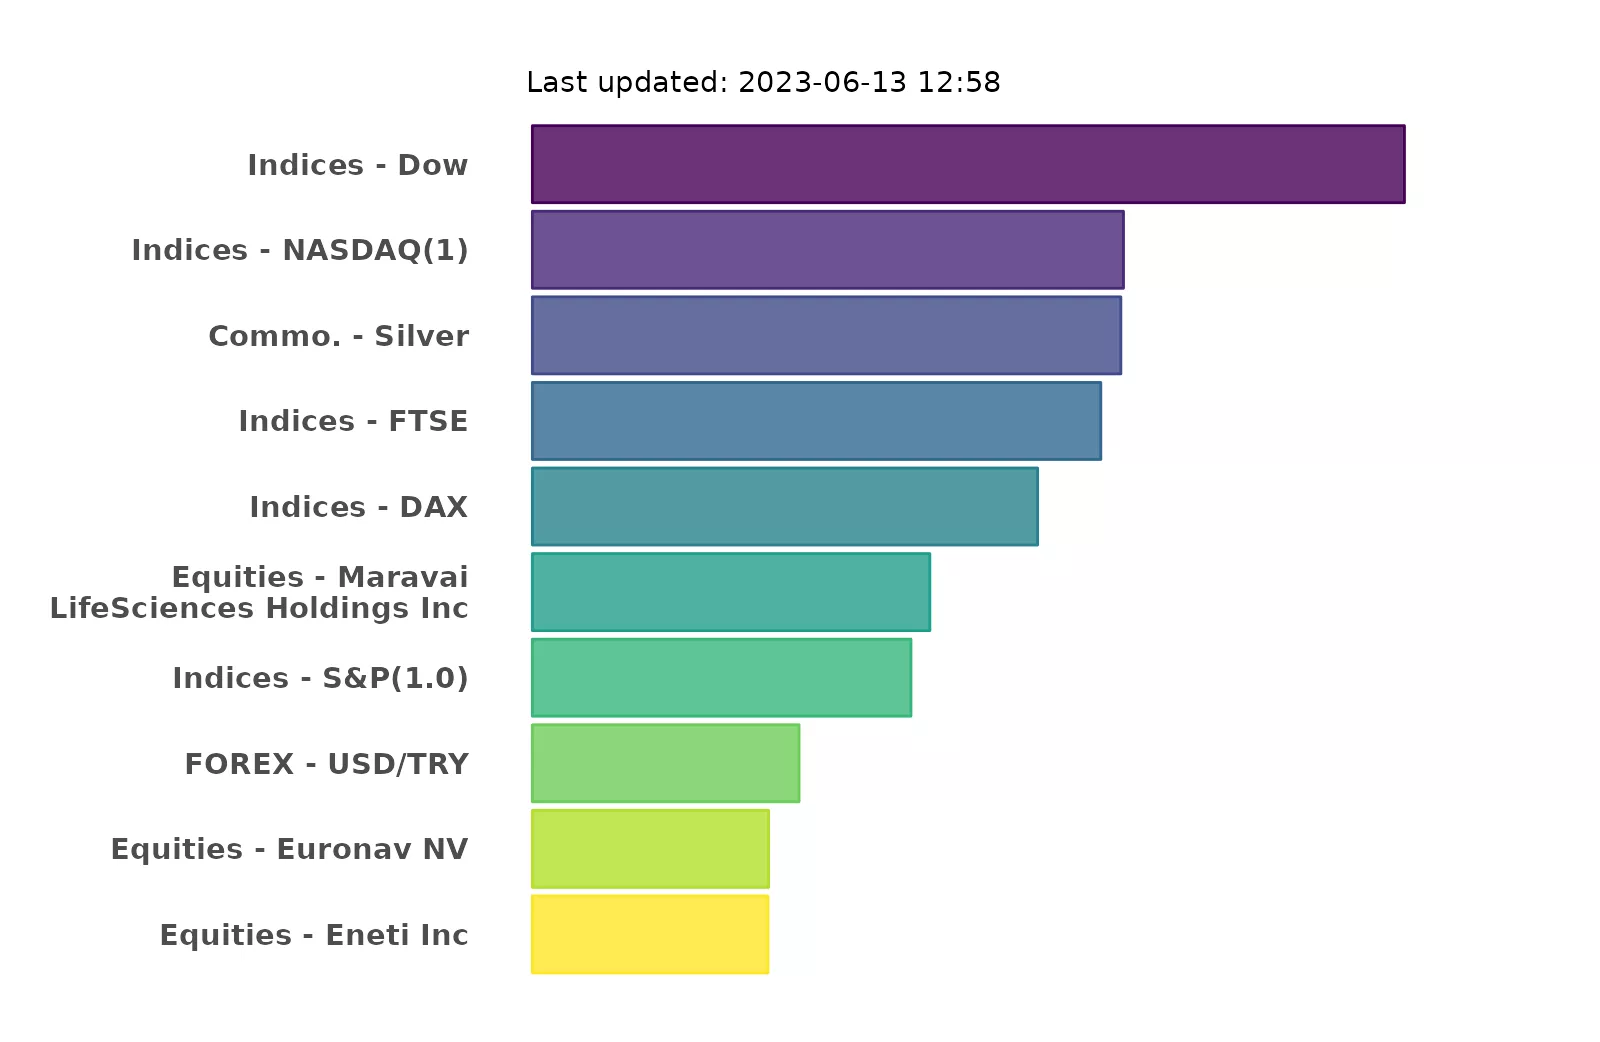 Last updated: 2023-06-13 12:58
Indices - Dow
Indices - NASDAQ(1)
Commo. - Silver
Indices - FTSE
Indices - DAX
Equities - Maravai
LifeSciences Holdings Inc
Indices - S&P(1.0)
FOREX - USD/TRY
Equities - Euronav NV
Equities - Eneti Inc